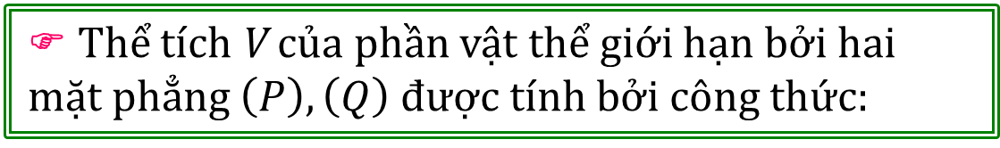 ☞ Thể tích V của phần vật thể giới hạn bởi hai
mặt phẳng (P), (Q) được tính bởi công thức: